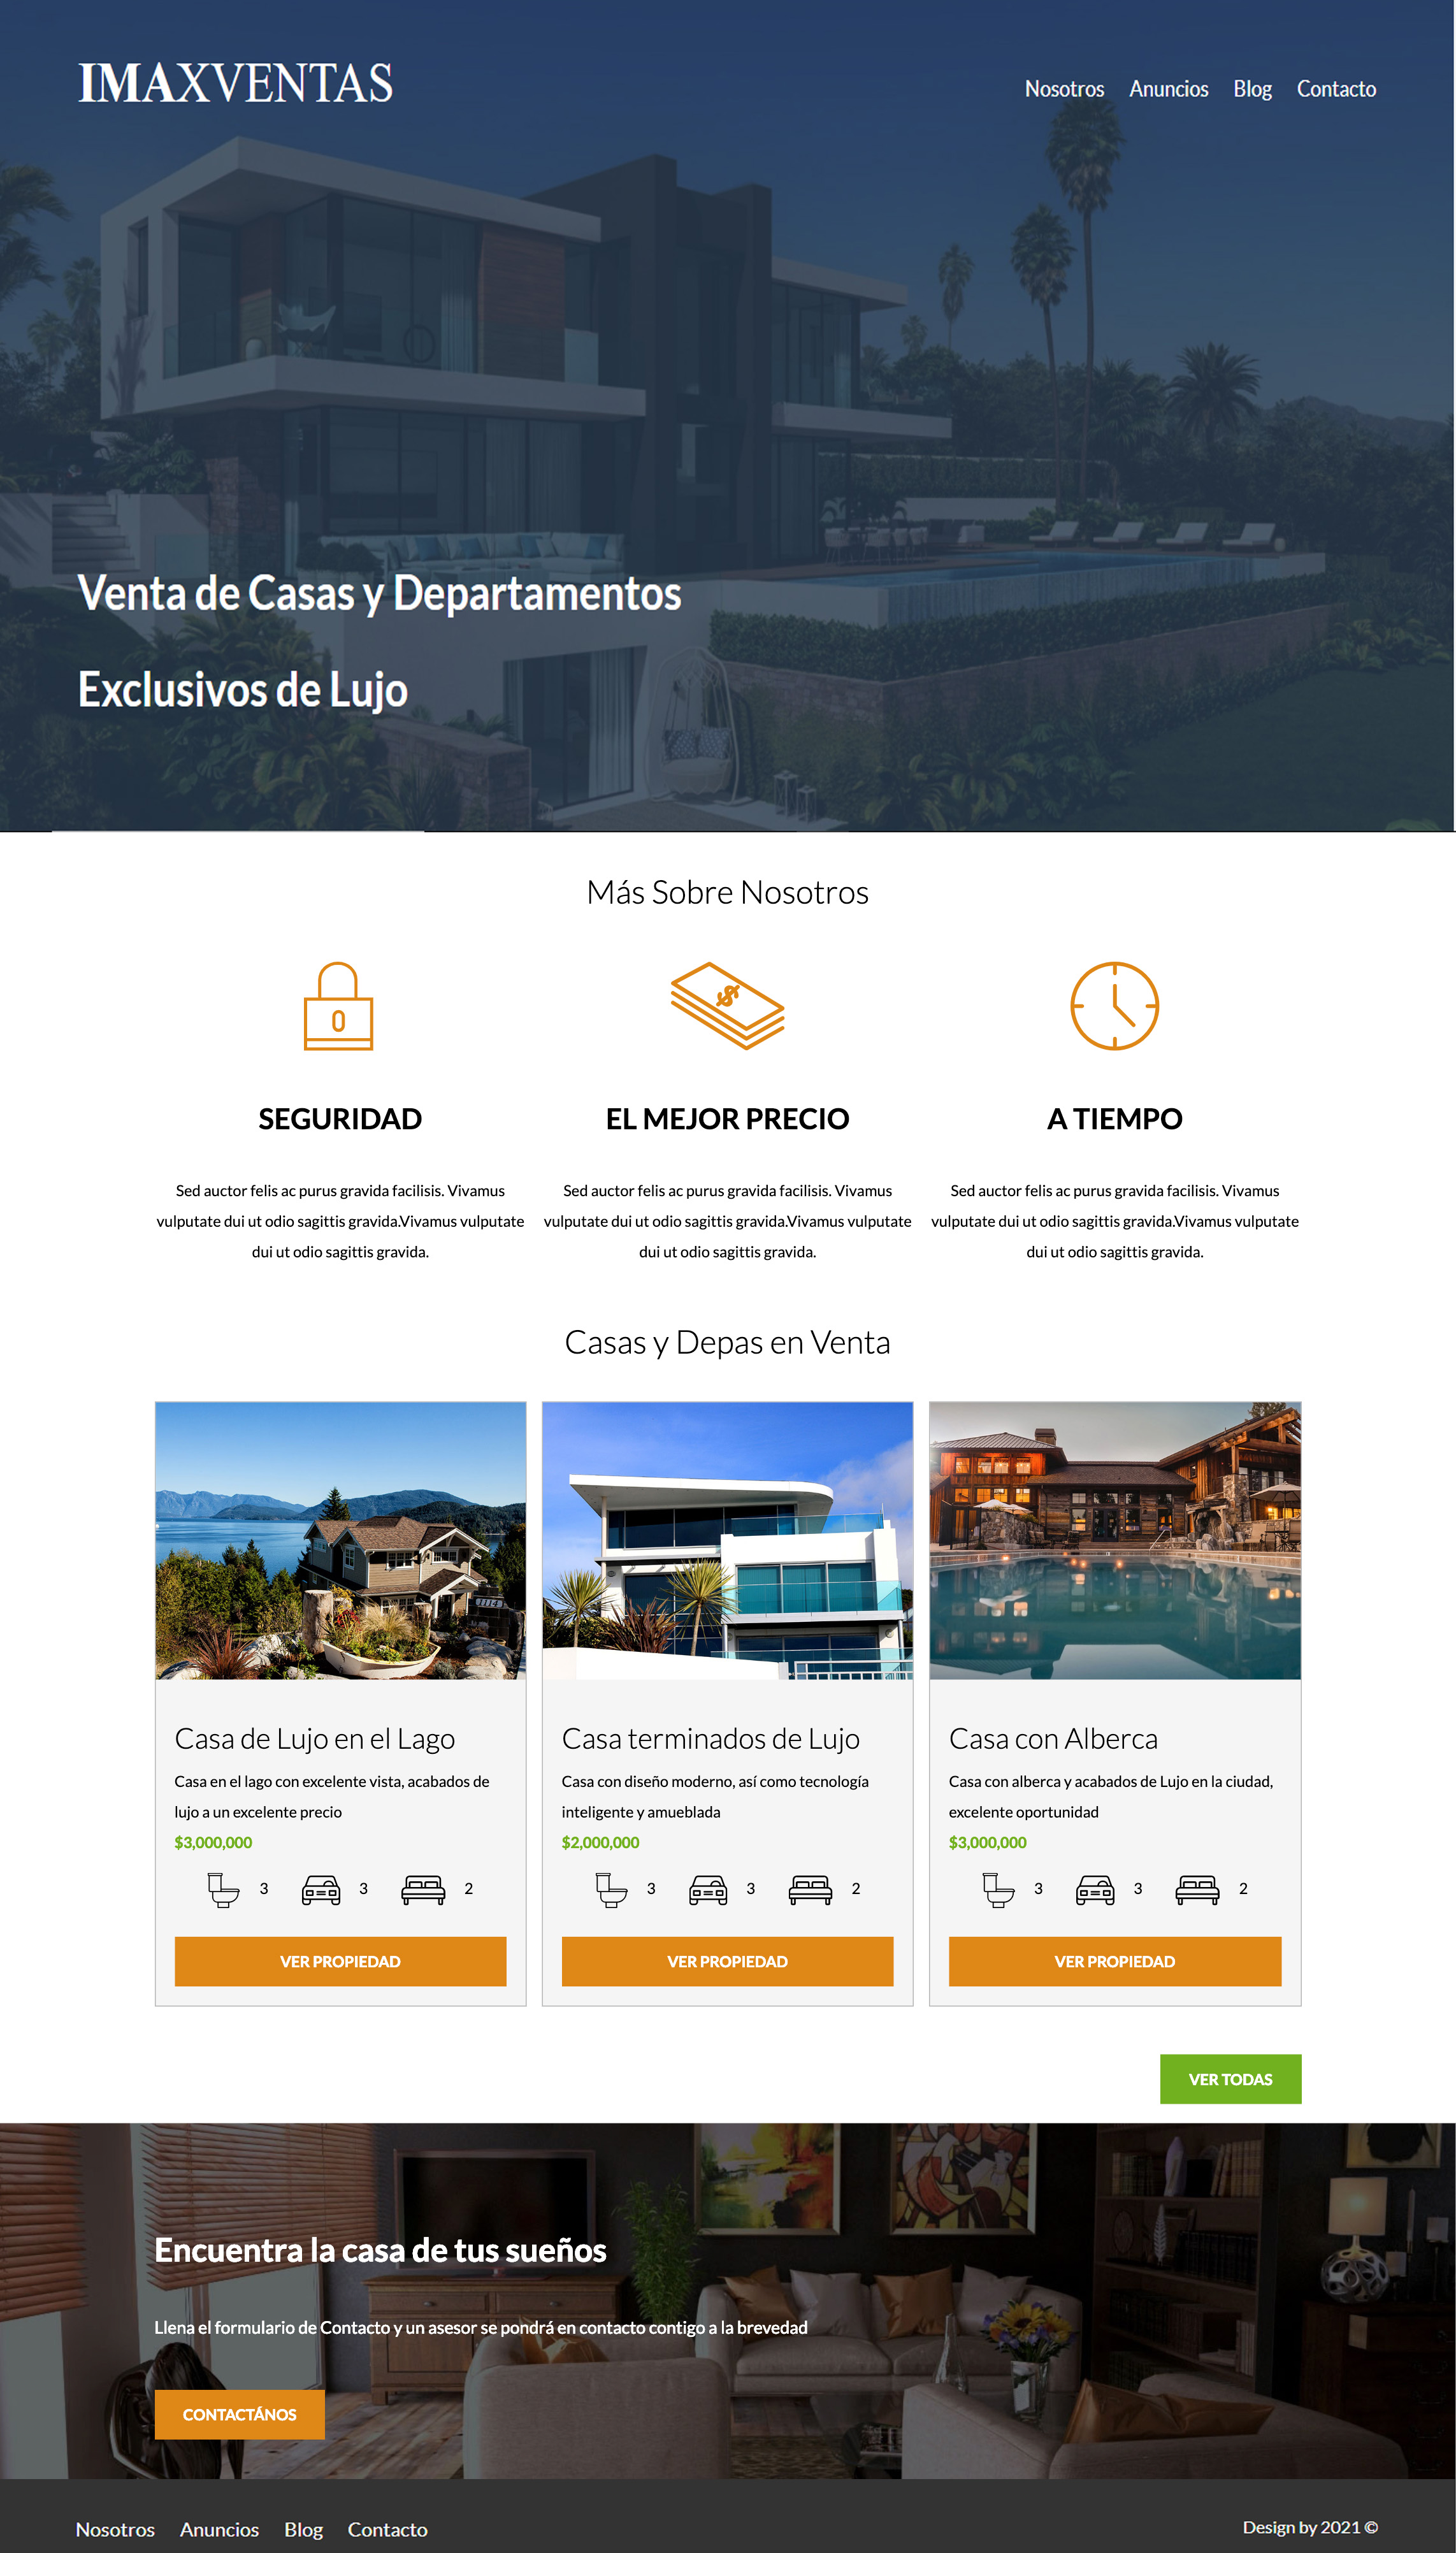 IMAXVENTAS
Nosotros Anuncios Blog Contacto
Venta de Casas y Departamentos
Exclusivos de Lujo
Más Sobre Nosotros
SEGURIDAD
Sed auctor felis ac purus gravida facilisis. Vivamus
vulputate dui ut odio sagittis gravida.Vivamus vulputate
dui ut odio sagittis gravida.
EL MEJOR PRECIO
Sed auctor felis ac purus gravida facilisis. Vivamus
vulputate dui ut odio sagittis gravida.Vivamus vulputate
dui ut odio sagittis gravida.
A TIEMPO
Sed auctor felis ac purus gravida facilisis. Vivamus
vulputate dui ut odio sagittis gravida.Vivamus vulputate
dui ut odio sagittis gravida.
Casas y Depas en Venta
1114
Casa de Lujo en el Lago
Casa en el lago con excelente vista, acabados de
lujo a un excelente precio
$3,000,000
3 3 2
VER PROPIEDAD
Casa terminados de Lujo
Casa con diseño moderno, así como tecnología
inteligente y amueblada
$2,000,000
3 3 2
VER PROPIEDAD
Casa con Alberca
Casa con alberca y acabados de Lujo en la ciudad,
excelente oportunidad
$3,000,000
3 3 2
VER PROPIEDAD
VER TODAS
Encuentra la casa de tus sueños
Llena el formulario de Contacto y un asesor se pondrá en contacto contigo a la brevedad
CONTACTÁNOS
Nosotros Anuncios Blog Contacto
Design by 2021 ©